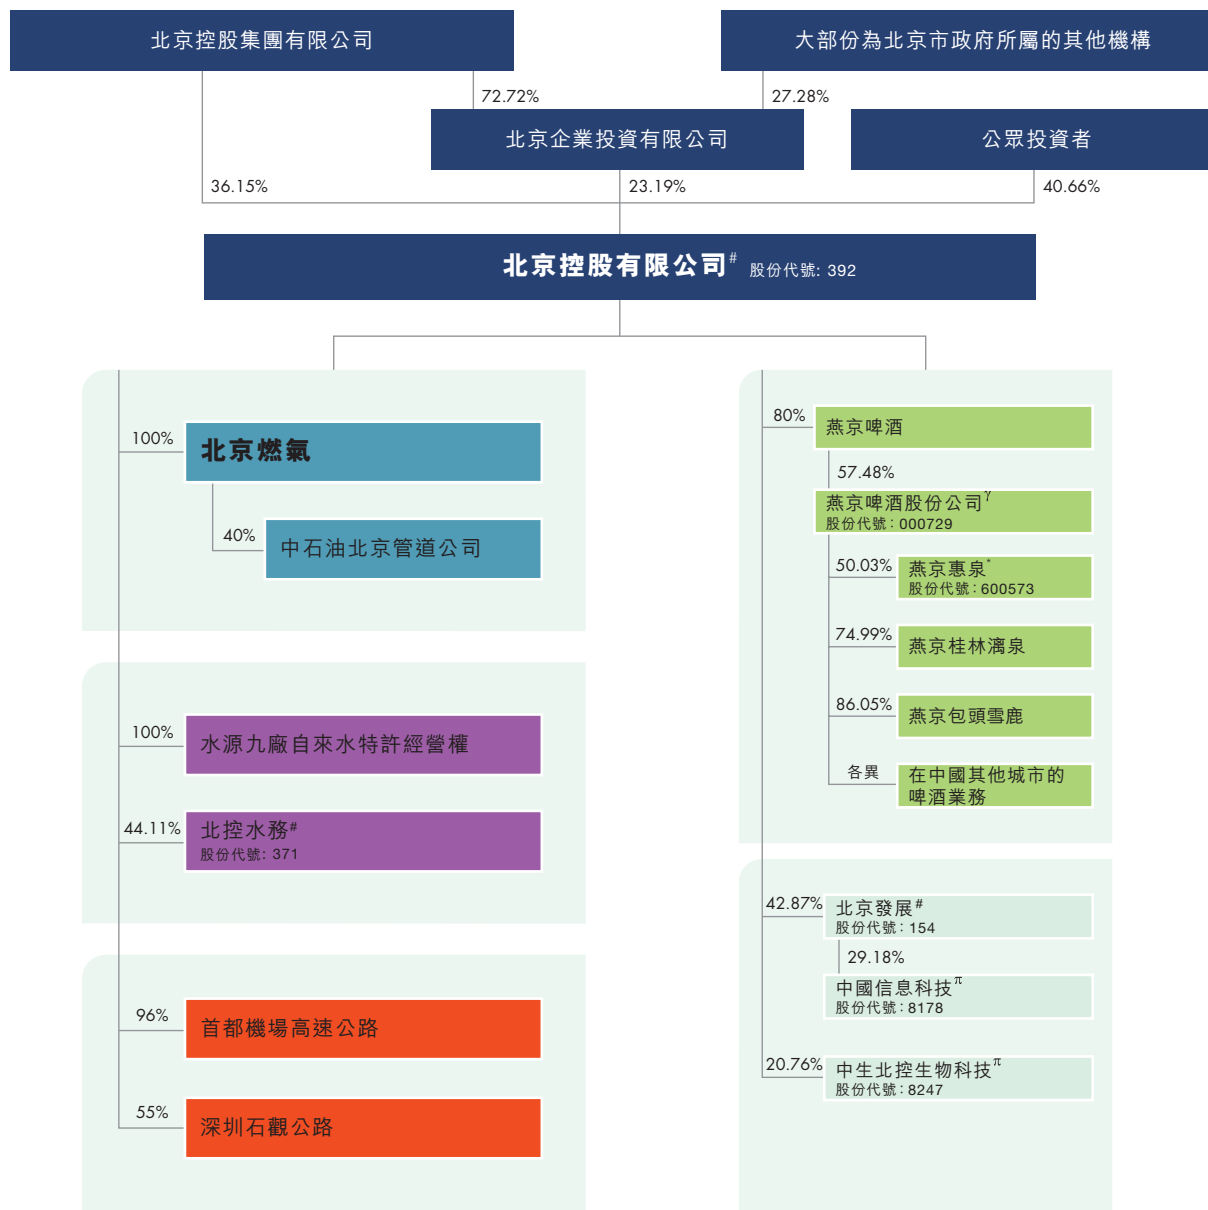 北京控股集團有限公司
大部份為北京市政府所屬的其他機構
72.72%
27.28%
北京企業投資有限公司
公眾投資者
36.15%
23.19%
40.66%
北京控股有限公司# 股份代號: 392
100%
北京燃氣
40%
中石油北京管道公司
100%
水源九廠自來水特許經營權
44.11%
北控水務#
股份代號: 371
96%
首都機場高速公路
55%
深圳石觀公路
80%
燕京啤酒
57.48%
燕京啤酒股份公司γ
股份代號：000729
50.03%
燕京惠泉*
股份代號：600573
74.99%
燕京桂林漓泉
86.05%
燕京包頭雪鹿
各異
在中國其他城市的
啤酒業務
42.87%
北京發展#
股份代號：154
29.18%
中國信息科技π
股份代號：8178
20.76%
中生北控生物科技π
股份代號：8247